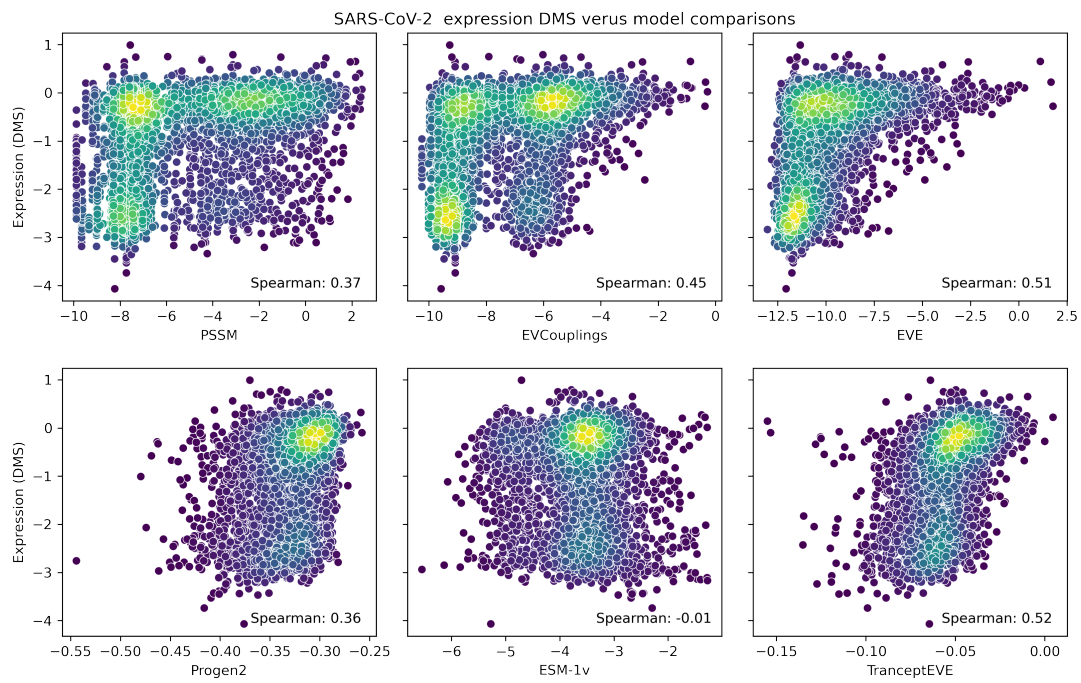 SARS-CoV-2  expression DMS verus model comparisons
Expression (DMS)
1
0
−1
−2
−3
−4
Spearman: 0.37
−10 −8 −6 −4 −2 0 2
PSSM
Spearman: 0.45
−10 −8 −6 −4 −2 0
EVCouplings
Spearman: 0.51
−12.5 −10.0 −7.5 −5.0 −2.5 0.0 2.5
EVE
Expression (DMS)
1
0
−1
−2
−3
−4
Spearman: 0.36
−0.55 −0.50 −0.45 −0.40 −0.35 −0.30 −0.25
Progen2
Spearman: -0.01
−6 −5 −4 −3 −2
ESM-1v
Spearman: 0.52
−0.15 −0.10 −0.05 0.00
TranceptEVE